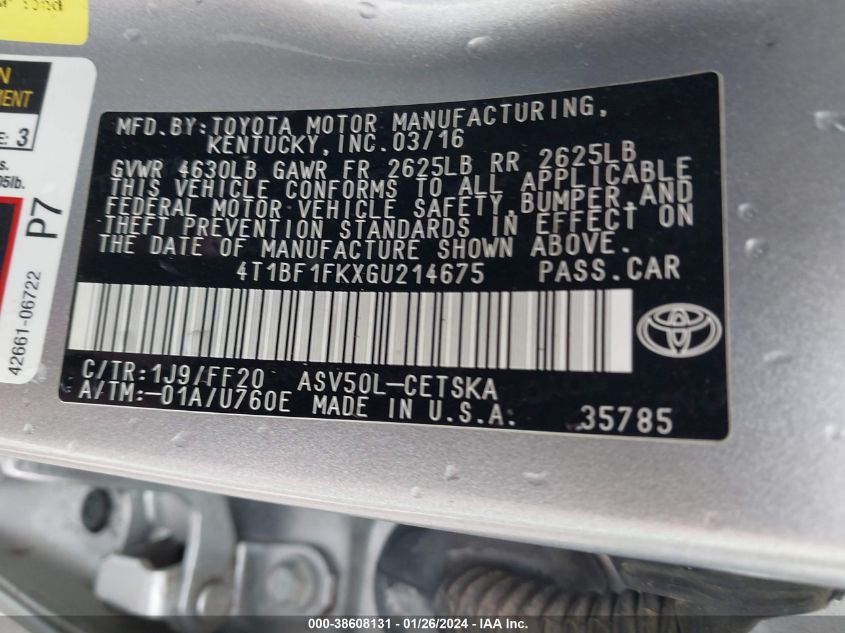 N
MENT
E: 3
s.
05lb.
P7
42661-06722
MFD.BY:TOYOTA MOTOR MANUFACTURING,
KENTUCKY, INC.03/16
GVWR 4630LB GAWR FR 2625LB RR 2625LB
THIS VEHICLE CONFORMS TO ALL APPLICABLE
FEDERAL MOTOR VEHICLE SAFETY,BUMPER,AND
THEFT PREVENTION STANDARDS IN EFFECT ON
THE DATE OF MANUFACTURE SHOWN ABOVE.
4T1BF1FKXGU214675 PASS.CAR
C/TR:1J9/FF20 ASV50L-CETSKA
A/TM:-01A/U760E MADE IN U.S.A. 35785
000-38608131 - 01/26/2024 - IAA, Inc.